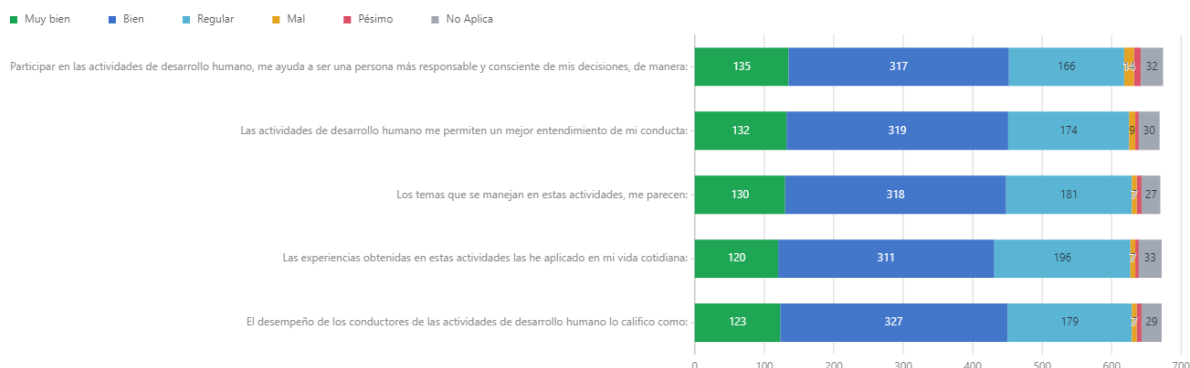 Muy bien Bien Regular Mal Pésimo No Aplica
Participar en las actividades de desarrollo humano, me ayuda a ser una persona más responsable y consciente de mis decisiones, de manera: 135 317 166 14 32
Las actividades de desarrollo humano me permiten un mejor entendimiento de mi conducta: 132 319 174 9 30
Los temas que se manejan en estas actividades, me parecen: 130 318 181 7 27
Las experiencias obtenidas en estas actividades las he aplicado en mi vida cotidiana: 120 311 196 7 33
El desempeño de los conductores de las actividades de desarrollo humano lo califico como: 123 327 179 7 29
0 100 200 300 400 500 600 700